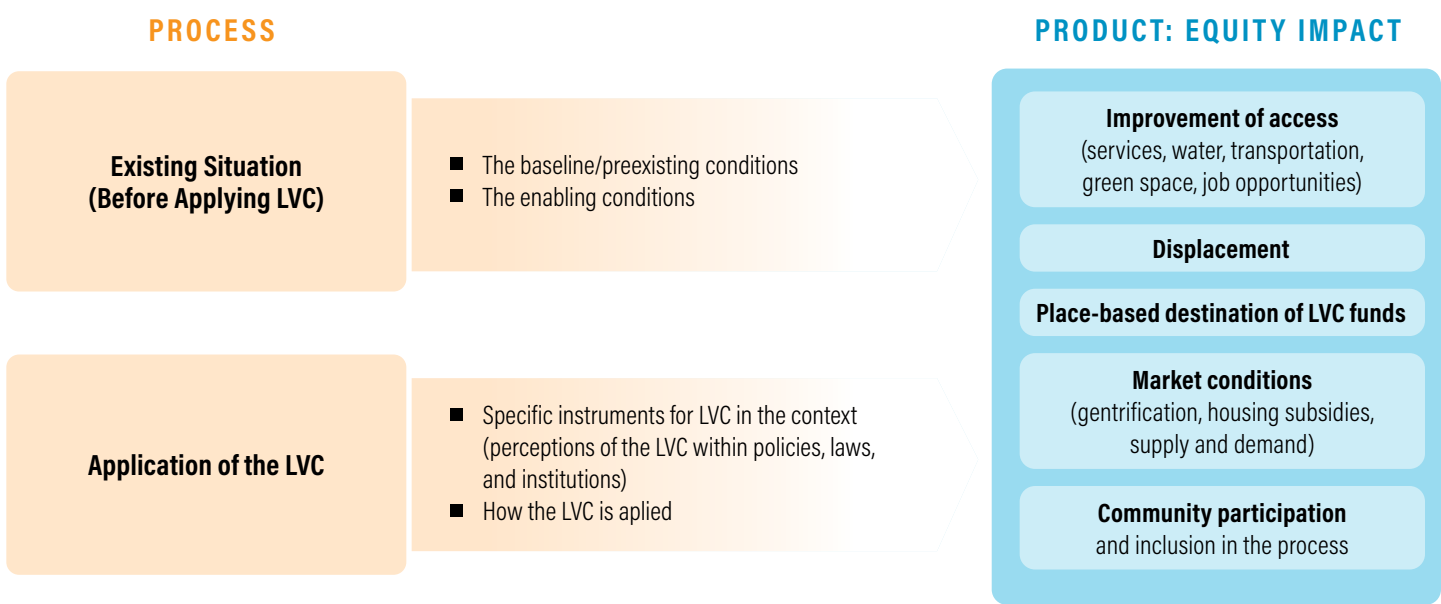 PROCESS
Existing Situation
(Before Applying LVC)
■ The baseline/preexisting conditions
■ The enabling conditions
Application of the LVC
■ Specific instruments for LVC in the context
(perceptions of the LVC within policies, laws,
and institutions)
■ How the LVC is aplied
PRODUCT: EQUITY IMPACT
Improvement of access
(services, water, transportation,
green space, job opportunities)
Displacement
Place-based destination of LVC funds
Market conditions
(gentrification, housing subsidies,
supply and demand)
Community participation
and inclusion in the process